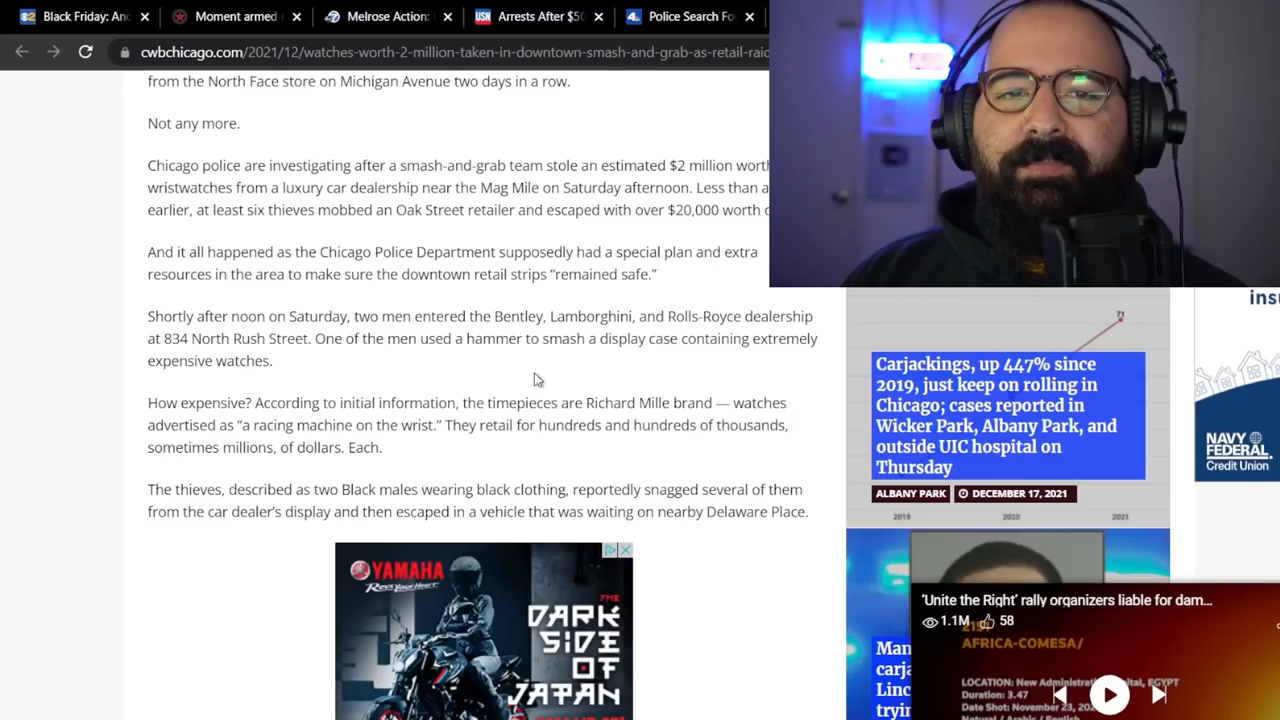 Black Friday: And
Moment armed
Melrose Action:
USN
Arrests After $50
4
Police Search For
cwbchicago.com/2021/12/watches-worth-2-million-taken-in-downtown-smash-and-grab-as-retail-raid
from the North Face store on Michigan Avenue two days in a row.
Not any more.
Chicago police are investigating after a smash-and-grab team stole an estimated $2 million worth
wristwatches from a luxury car dealership near the Mag Mile on Saturday afternoon. Less than a
earlier, at least six thieves mobbed an Oak Street retailer and escaped with over $20,000 worth
And it all happened as the Chicago Police Department supposedly had a special plan and extra
resources in the area to make sure the downtown retail strips “remained safe.”
Shortly after noon on Saturday, two men entered the Bentley, Lamborghini, and Rolls-Royce dealership
at 834 North Rush Street. One of the men used a hammer to smash a display case containing extremely
expensive watches.
How expensive? According to initial information, the timepieces are Richard Mille brand — watches
advertised as “a racing machine on the wrist.” They retail for hundreds and hundreds of thousands,
sometimes millions, of dollars. Each.
The thieves, described as two Black males wearing black clothing, reportedly snagged several of them
from the car dealer’s display and then escaped in a vehicle that was waiting on nearby Delaware Place.
YAMAHA
Revs Your Heart
THE
DARK
SIDE
OF
JAPAN
71
Carjackings, up 447% since
2019, just keep on rolling in
Chicago; cases reported in
Wicker Park, Albany Park, and
outside UIC hospital on
Thursday
ALBANY PARK
DECEMBER 17, 2021
2019 2020 2021
insu
NAVY
FEDERAL
Credit Union
Man
carja
Linc
tryin
‘Unite the Right’ rally organizers liable for dam...
1.1M 58
AFRICA-COMESA/
LOCATION: New Administrati ital, EGYPT
Duration: 3.47
Date Shot: November 23, 202
Natural / Arabic / English